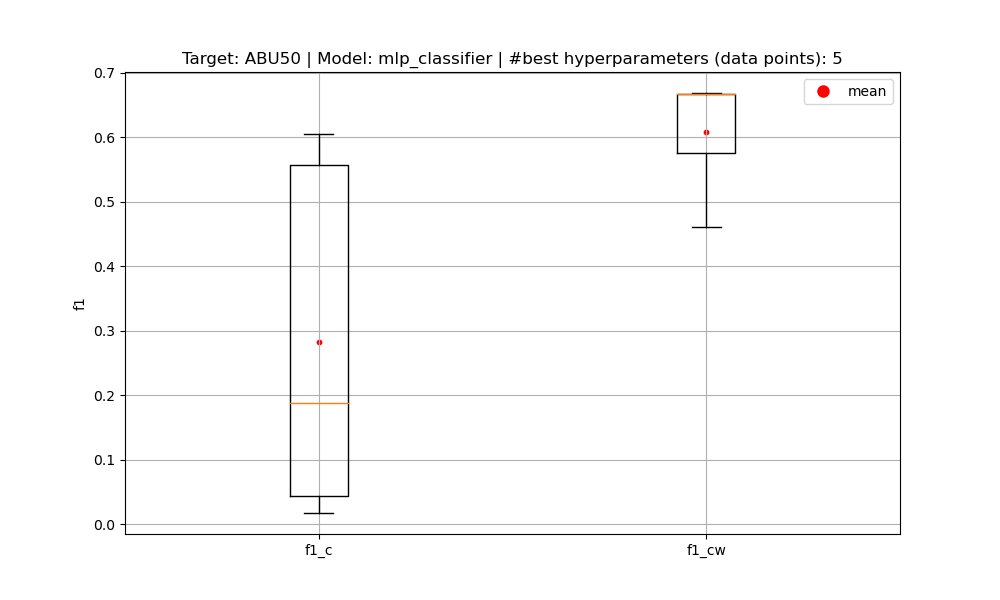 Target: ABU50 | Model: mlp_classifier | #best hyperparameters (data points): 5
mean
0.7
0.6
0.5
0.4
0.3
0.2
0.1
0.0
f1
f1_c
f1_cw